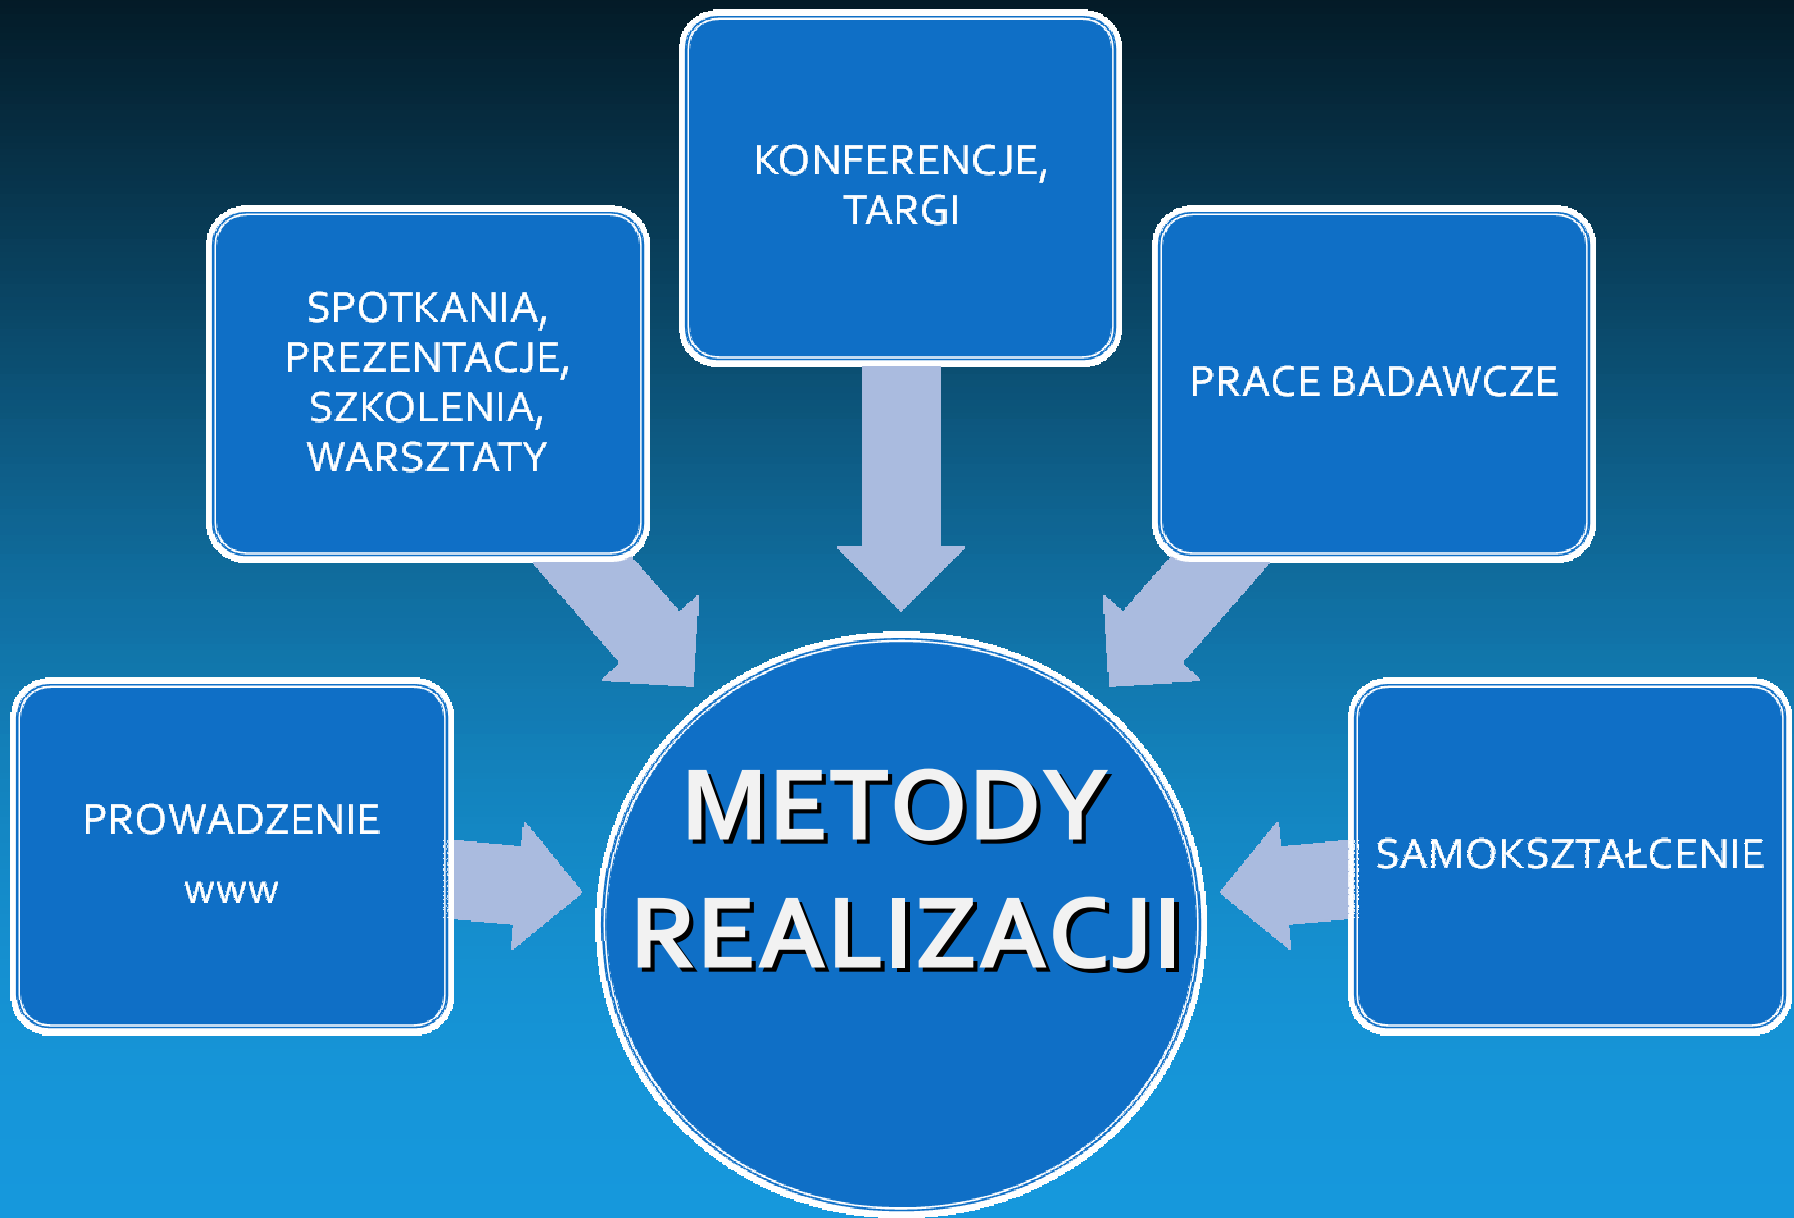 KONFERENCJE,
TARGI
SPOTKANIA,
PREZENTACJE,
SZKOLENIA,
WARSZTATY
PRACE BADAWCZE
PROWADZENIE
www
SAMOKSZTAŁCENIE
METODY
REALIZACJI